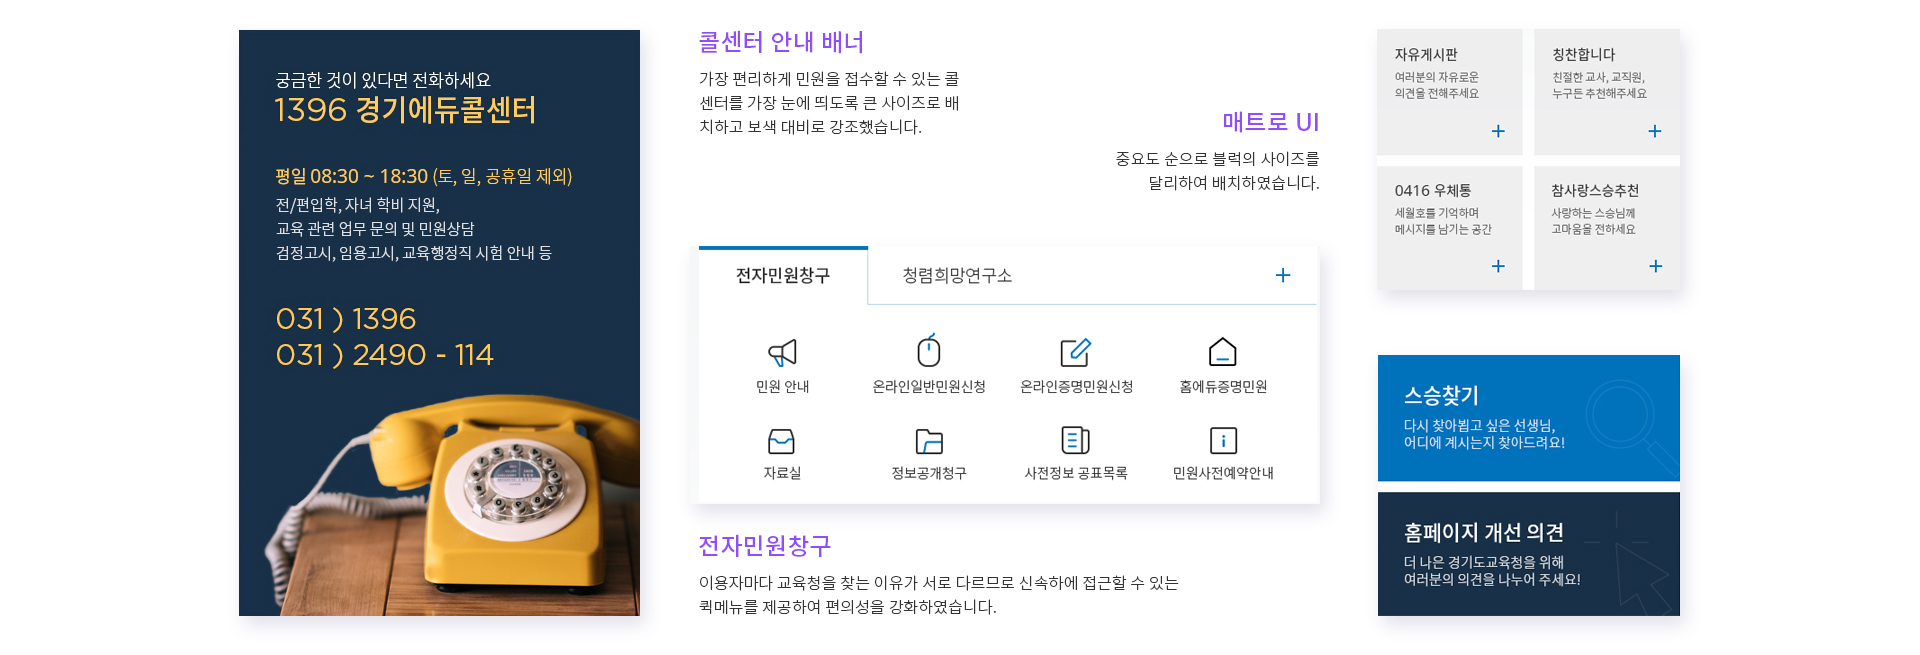 궁금한 것이 있다면 전화하세요
1396 경기에듀콜센터
평일 08:30 ~ 18:30 (토, 일, 공휴일 제외)
전/편입학, 자녀 학비 지원,
교육 관련 업무 문의 및 민원상담
검정고시, 임용고시, 교육행정직 시험 안내 등
031 ) 1396
031 ) 2490 - 114
콜센터 안내 배너
가장 편리하게 민원을 접수할 수 있는 콜
센터를 가장 눈에 띄도록 큰 사이즈로 배
치하고 보색 대비로 강조했습니다.
매트로 UI
중요도 순으로 블럭의 사이즈를
달리하여 배치하였습니다.
전자민원창구
청렴희망연구소
+
민원 안내
온라인일반민원신청
온라인증명민원신청
홈에듀증명민원
자료실
정보공개청구
사전정보 공표목록
민원사전예약안내
전자민원창구
이용자마다 교육청을 찾는 이유가 서로 다르므로 신속하에 접근할 수 있는
퀵메뉴를 제공하여 편의성을 강화하였습니다.
자유게시판
여러분의 자유로운
의견을 전해주세요
+
칭찬합니다
친절한 교사, 교직원,
누구든 추천해주세요
+
0416 우체통
세월호를 기억하며
메시지를 남기는 공간
+
참사랑스승추천
사랑하는 스승님께
고마움을 전하세요
+
스승찾기
다시 찾아뵙고 싶은 선생님,
어디에 계시는지 찾아드려요!
홈페이지 개선 의견
더 나은 경기도교육청을 위해
여러분의 의견을 나누어 주세요!